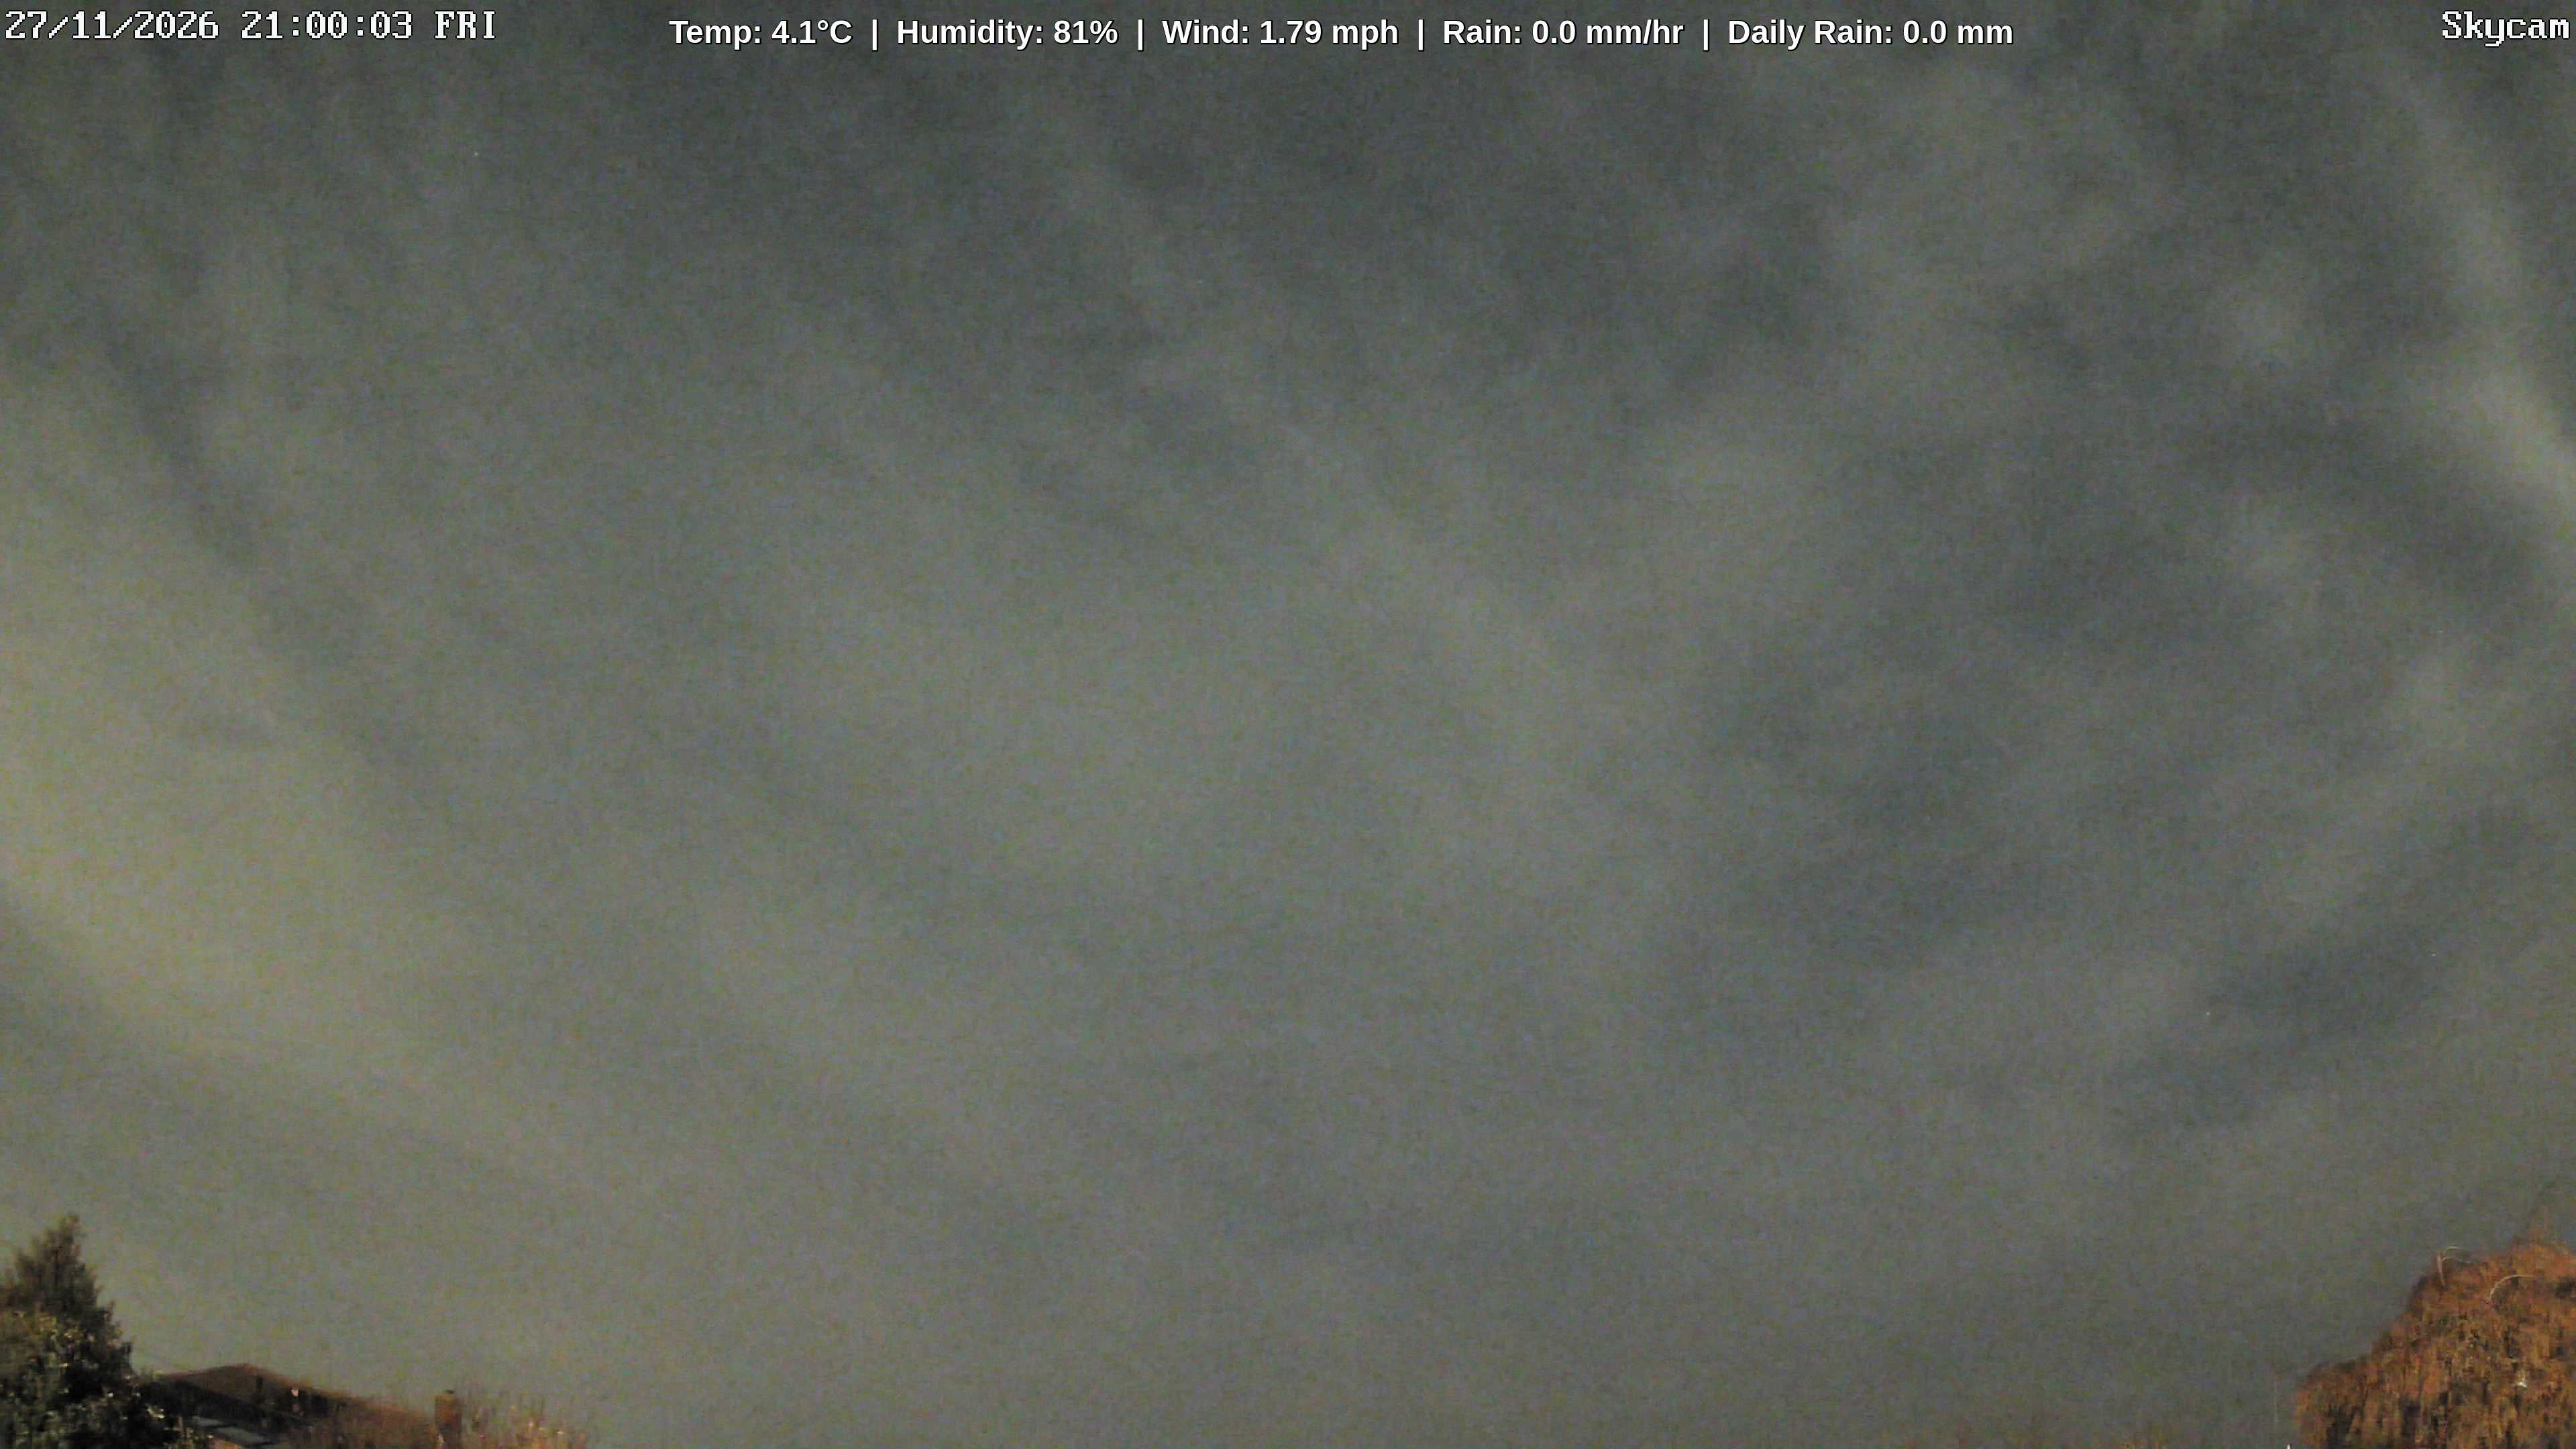 27/11/2026 21:00:03 FRI
Temp: 4.1°C | Humidity: 81% | Wind: 1.79 mph | Rain: 0.0 mm/hr | Daily Rain: 0.0 mm
Skycam